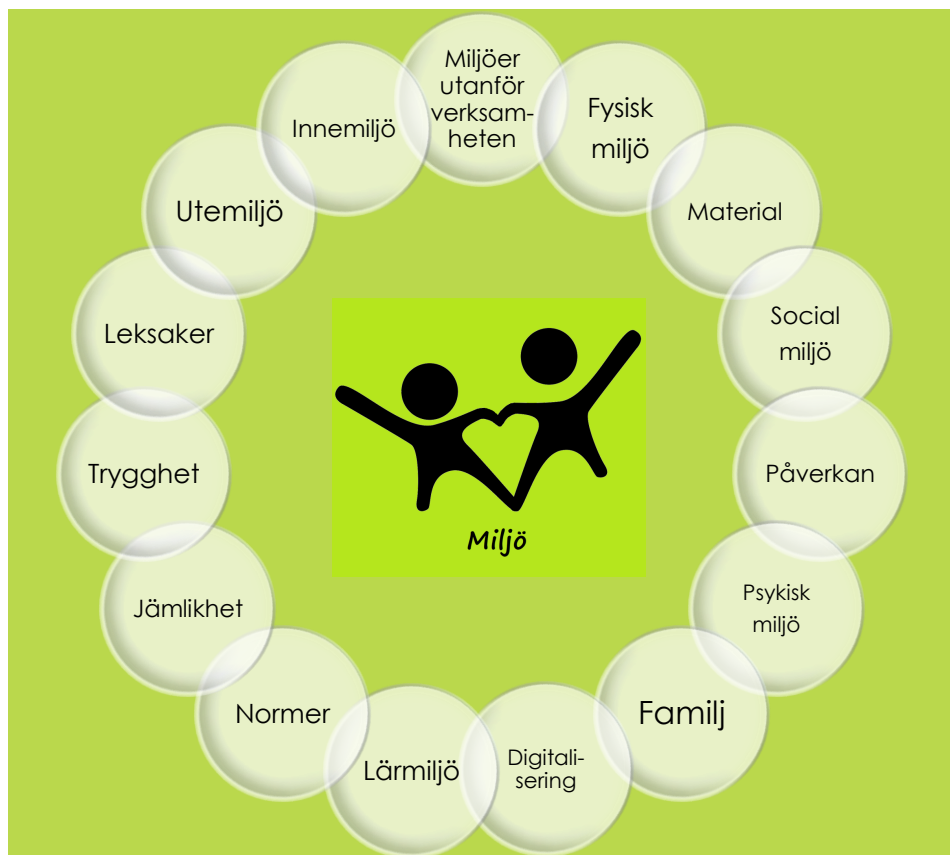 Miljöer
utanför
verksam-
heten
Fysisk
miljö
Material
Social
miljö
Påverkan
Psykisk
miljö
Familj
Digitali-
sering
Lärmiljö
Normer
Jämlikhet
Trygghet
Leksaker
Utemiljö
Innemiljö
Miljö